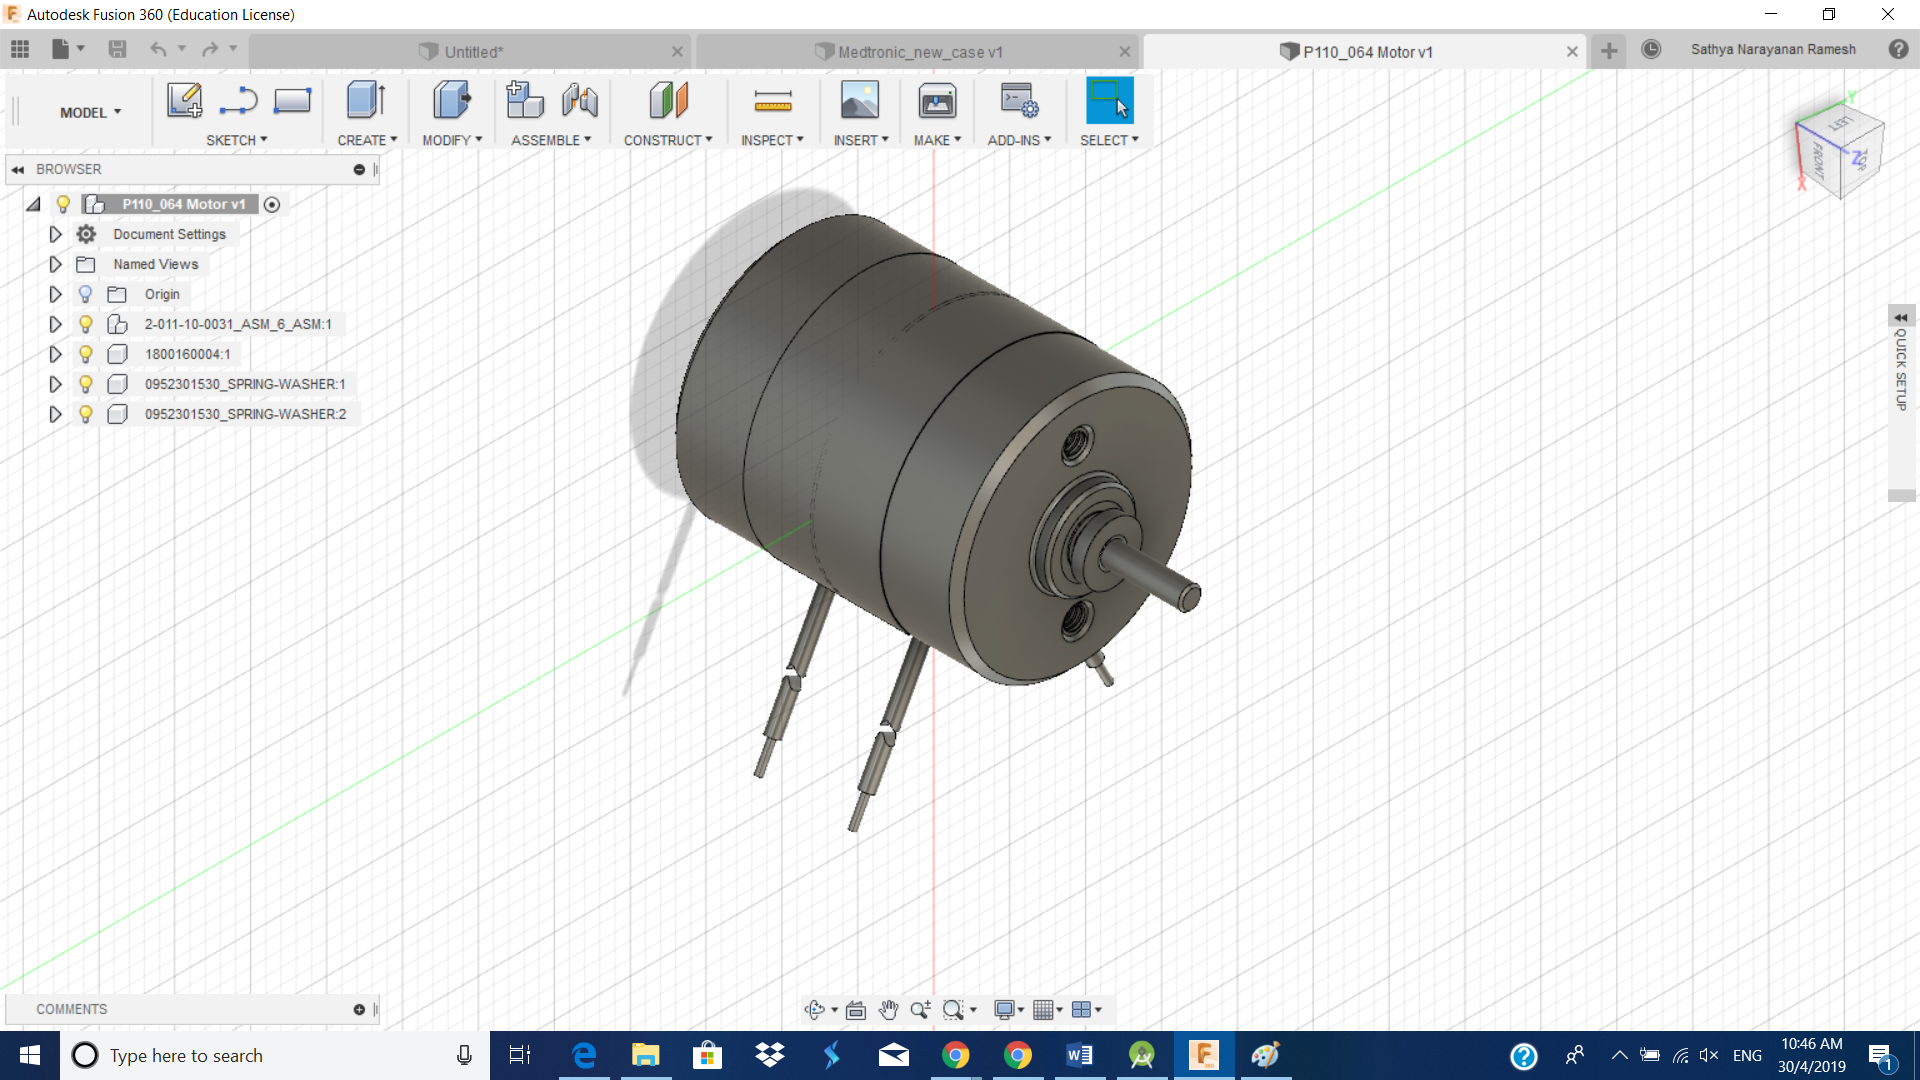 Autodesk Fusion 360 (Education License)
Untitled*
Medtronic_new_case v1
P110_064 Motor v1
Sathya Narayanan Ramesh
MODEL
SKETCH
CREATE
MODIFY
ASSEMBLE
CONSTRUCT
INSPECT
INSERT
MAKE
ADD-INS
SELECT
Y
LEFT
FRONT
TOP
Z
X
BROWSER
P110_064 Motor v1
Document Settings
Named Views
Origin
2-011-10-0031_ASM_6_ASM:1
1800160004:1
0952301530_SPRING-WASHER:1
0952301530_SPRING-WASHER:2
QUICK SETUP
COMMENTS
Type here to search
ENG
10:46 AM
30/4/2019
1